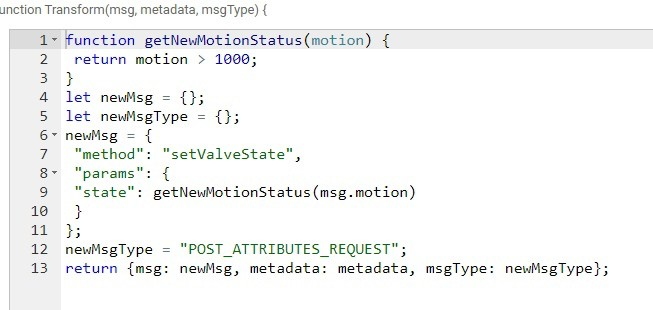 unction Transform(msg, metadata, msgType) {
1 function getNewMotionStatus(motion) {
2 return motion > 1000;
3 }
4 let newMsg = {};
5 let newMsgType = {};
6 newMsg = {
7 "method": "setValveState",
8 "params": {
9 "state": getNewMotionStatus(msg.motion)
10 }
11 };
12 newMsgType = "POST_ATTRIBUTES_REQUEST";
13 return {msg: newMsg, metadata: metadata, msgType: newMsgType};